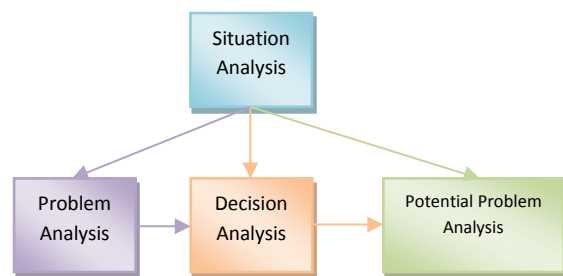 Situation
Analysis
Problem
Analysis
Decision
Analysis
Potential Problem
Analysis